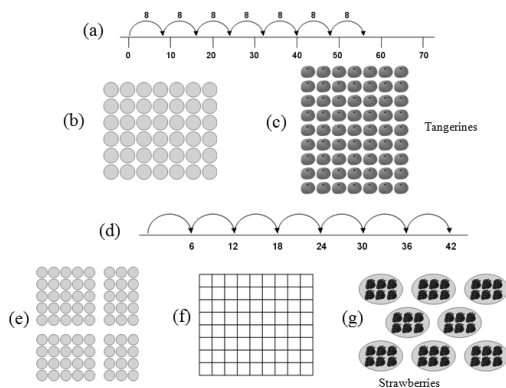 8 8 8 8 8 8 8
(a)
0 10 20 30 40 50 60 70
(b)
(c)
Tangerines
(d)
6 12 18 24 30 36 42
(e)
(f)
(g)
Strawberries